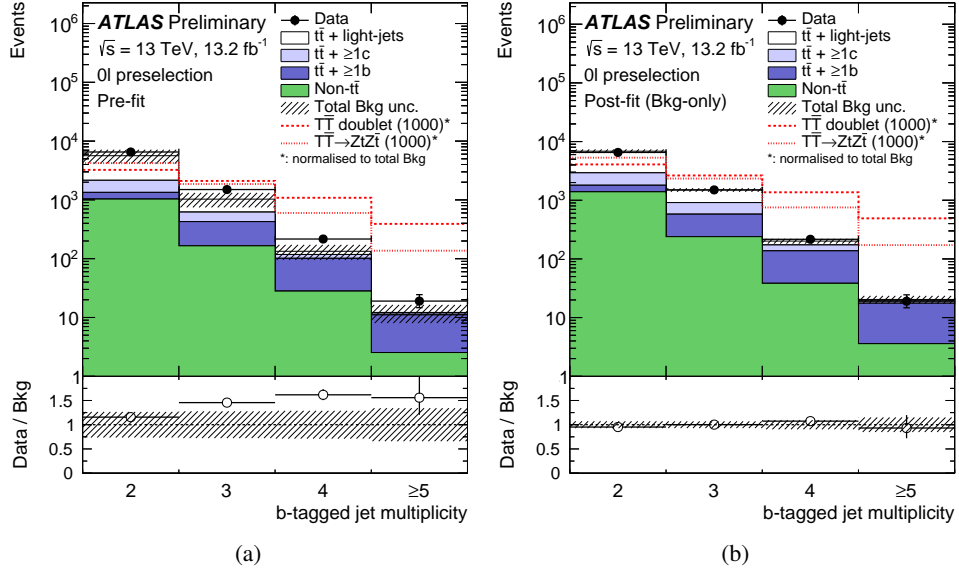 ATLAS Preliminary
√s = 13 TeV, 13.2 fb⁻¹
0l preselection
Pre-fit
Data
tt̄ + light-jets
tt̄ + ≥1c
tt̄ + ≥1b
Non-tt̄
Total Bkg unc.
TT̄ doublet (1000)*
TT̄→ZtZt̄ (1000)*
*: normalised to total Bkg
Events
10⁶
10⁵
10⁴
10³
10²
10
1
Data / Bkg
1.5
1
0.5
0
2 3 4 ≥5
b-tagged jet multiplicity
(a)
ATLAS Preliminary
√s = 13 TeV, 13.2 fb⁻¹
0l preselection
Post-fit (Bkg-only)
Data
tt̄ + light-jets
tt̄ + ≥1c
tt̄ + ≥1b
Non-tt̄
Total Bkg unc.
TT̄ doublet (1000)*
TT̄→ZtZt̄ (1000)*
*: normalised to total Bkg
Events
10⁶
10⁵
10⁴
10³
10²
10
1
Data / Bkg
1.5
1
0.5
0
2 3 4 ≥5
b-tagged jet multiplicity
(b)